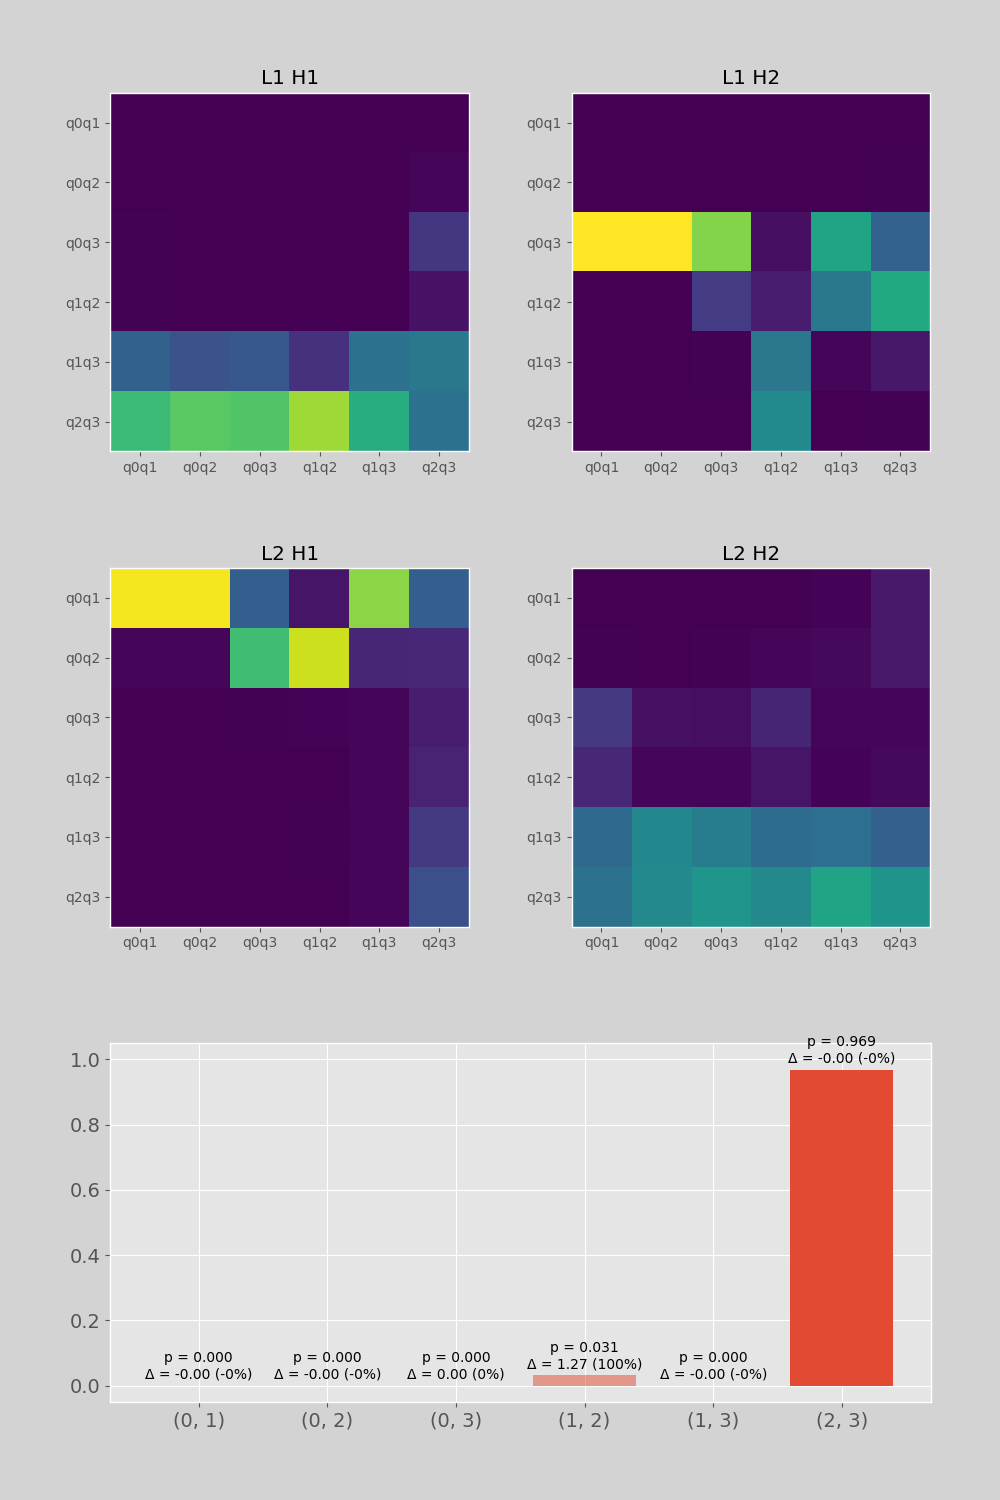 L1 H1
L1 H2
q0q1
q0q2
q0q3
q1q2
q1q3
q2q3
q0q1 q0q2 q0q3 q1q2 q1q3 q2q3
q0q1
q0q2
q0q3
q1q2
q1q3
q2q3
q0q1 q0q2 q0q3 q1q2 q1q3 q2q3
L2 H1
L2 H2
q0q1
q0q2
q0q3
q1q2
q1q3
q2q3
q0q1 q0q2 q0q3 q1q2 q1q3 q2q3
q0q1
q0q2
q0q3
q1q2
q1q3
q2q3
q0q1 q0q2 q0q3 q1q2 q1q3 q2q3
1.0
0.8
0.6
0.4
0.2
0.0
p = 0.000
Δ = -0.00 (-0%)
p = 0.000
Δ = -0.00 (-0%)
p = 0.000
Δ = 0.00 (0%)
p = 0.031
Δ = 1.27 (100%)
p = 0.000
Δ = -0.00 (-0%)
p = 0.969
Δ = -0.00 (-0%)
(0, 1) (0, 2) (0, 3) (1, 2) (1, 3) (2, 3)